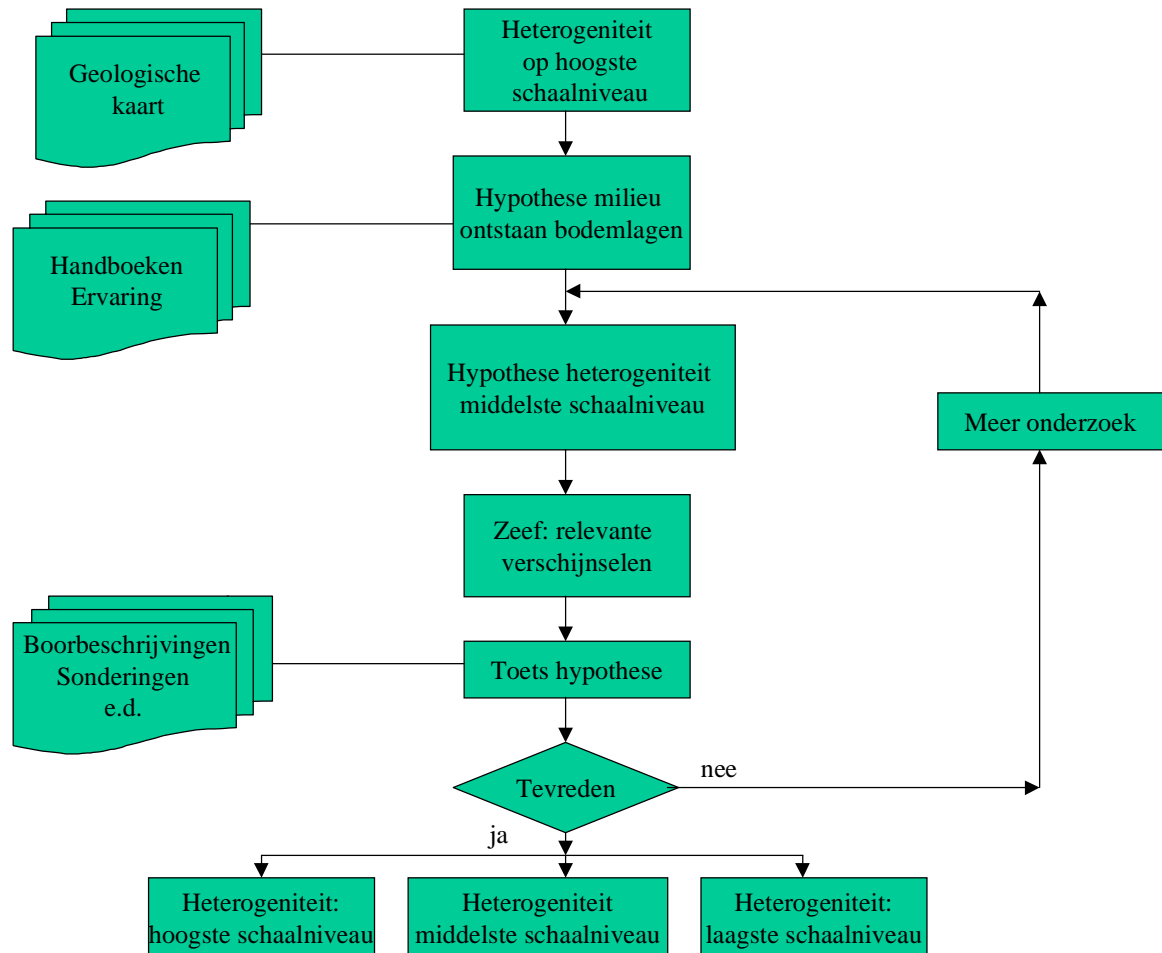 Geologische
kaart
Heterogeniteit
op hoogste
schaalniveau
Hypothese milieu
ontstaan bodemlagen
Handboeken
Ervaring
Hypothese heterogeniteit
middelste schaalniveau
Meer onderzoek
Zeef: relevante
verschijnselen
Boorbeschrijvingen
Sonderingen
e.d.
Toets hypothese
Tevreden
nee
ja
Heterogeniteit:
hoogste schaalniveau
Heterogeniteit
middelste schaalniveau
Heterogeniteit:
laagste schaalniveau